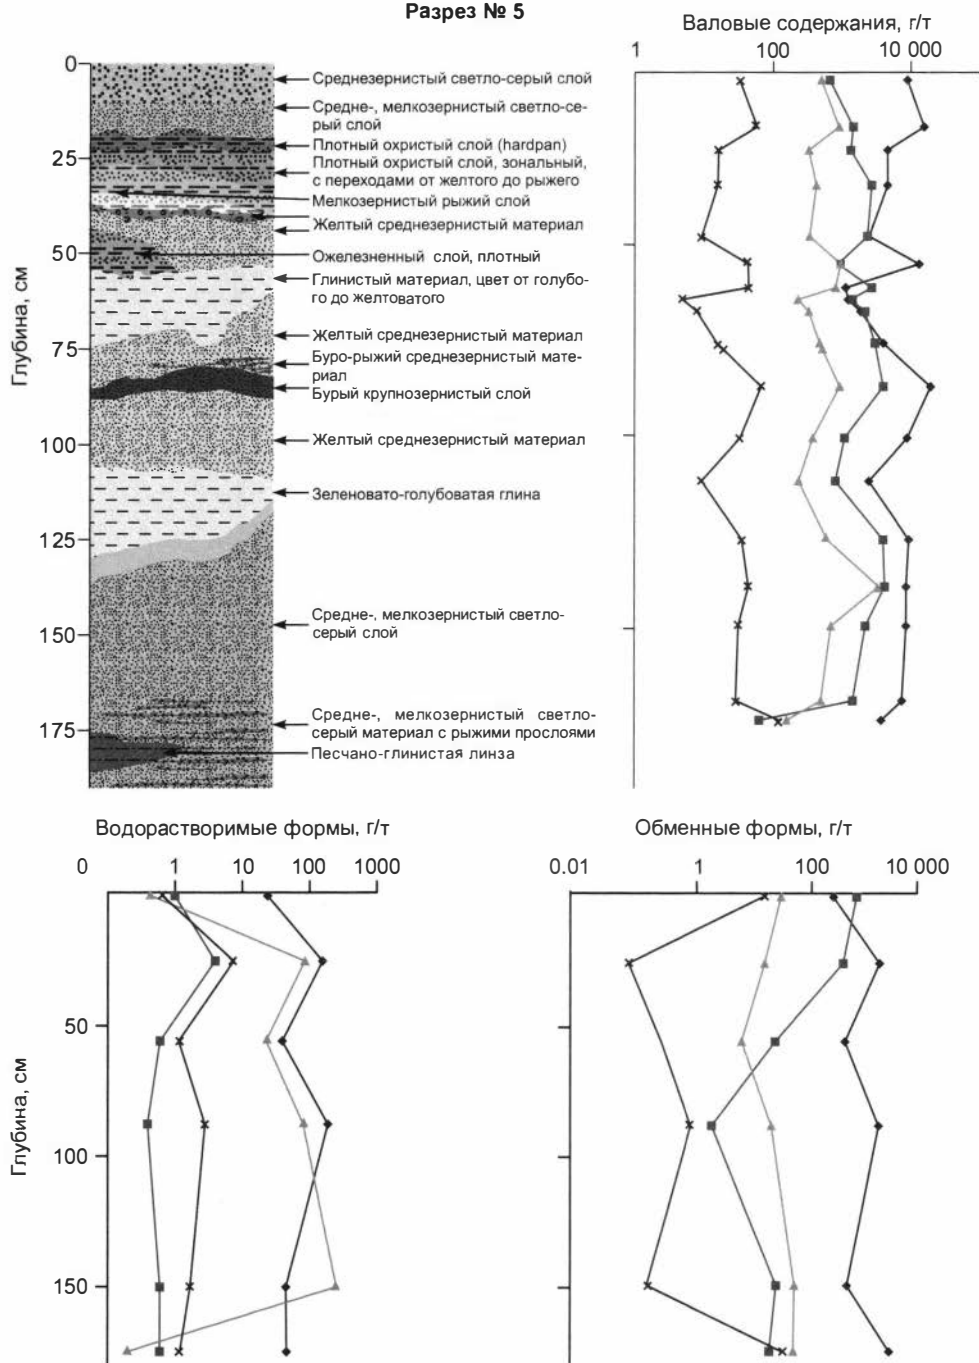 Разрез № 5
Валовые содержания, г/т
1
100
10 000
Глубина, см
0
25
50
75
100
125
150
175
Среднезернистый светло-серый слой
Средне-, мелкозернистый светло-се-
рый слой
Плотный охристый слой (hardpan)
Плотный охристый слой, зональный,
с переходами от желтого до рыжего
Мелкозернистый рыжий слой
Желтый среднезернистый материал
Ожелезненный слой, плотный
Глинистый материал, цвет от голубо-
го до желтоватого
Желтый среднезернистый материал
Буро-рыжий среднезернистый мате-
риал
Бурый крупнозернистый слой
Желтый среднезернистый материал
Зеленовато-голубоватая глина
Средне-, мелкозернистый светло-
серый слой
Средне-, мелкозернистый светло-
серый материал с рыжими прослоями
Песчано-глинистая линза
Водорастворимые формы, г/т
0
1
10
100
1000
Глубина, см
50
100
150
Обменные формы, г/т
0.01
1
100
10 000